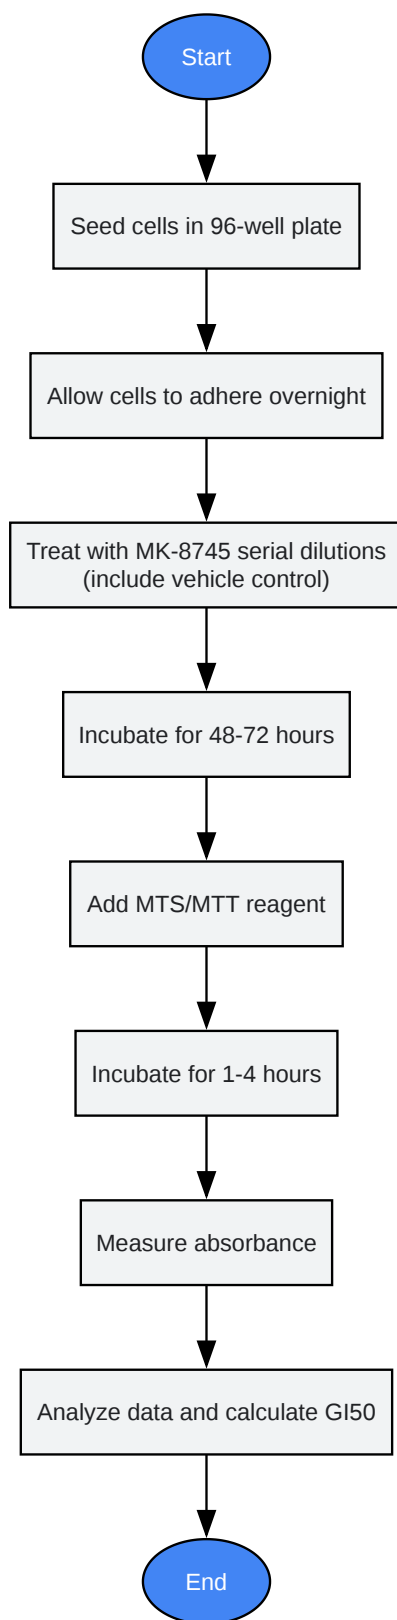 Start
Seed cells in 96-well plate
Allow cells to adhere overnight
Treat with MK-8745 serial dilutions
(include vehicle control)
Incubate for 48-72 hours
Add MTS/MTT reagent
Incubate for 1-4 hours
Measure absorbance
Analyze data and calculate GI50
End